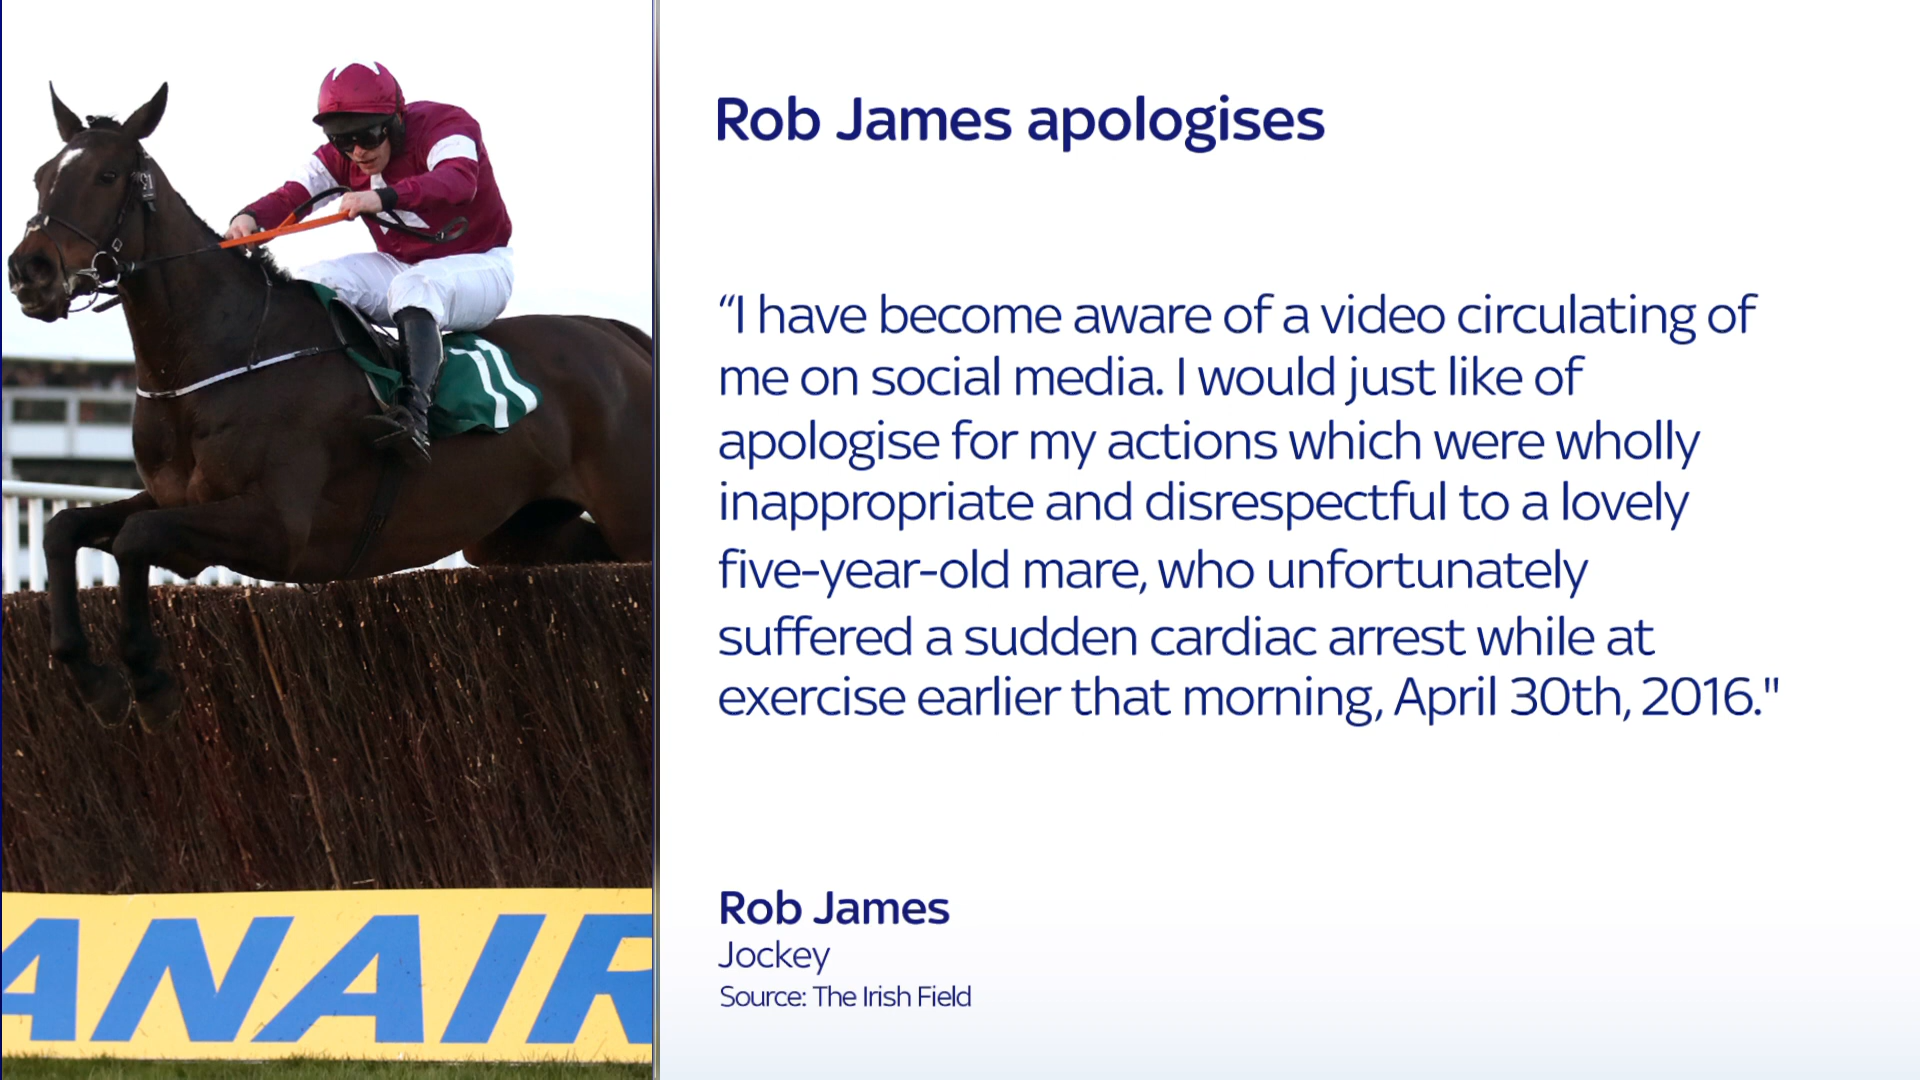 Rob James apologises
“I have become aware of a video circulating of
me on social media. I would just like of
apologise for my actions which were wholly
inappropriate and disrespectful to a lovely
five-year-old mare, who unfortunately
suffered a sudden cardiac arrest while at
exercise earlier that morning, April 30th, 2016."
Rob James
Jockey
Source: The Irish Field
11
ANAIR